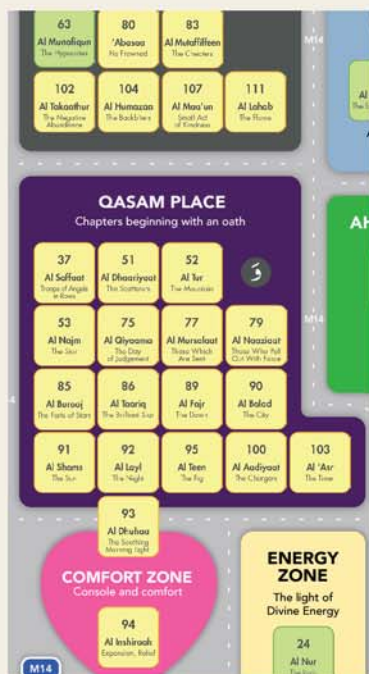 63
Al Munafiqun
The Hypocrites
80
'Abasaa
He Frowned
83
Al Mutaffifeen
The Cheaters
102
Al Takaathur
The Negative
Abundance
104
Al Humazaa
The Backbiters
107
Al Maa'un
Small Act
of Kindness
111
Al Lahab
The Flame
M14
Al
QASAM PLACE
Chapters beginning with an oath
37
Al Saffaat
Troops of Angels
in Rows
51
Al Dhaariyaat
The Scatterers
52
Al Tur
The Mountain
وَ
AH
53
Al Najm
The Star
75
Al Qiyaama
The Day
of Judgement
77
Al Mursalaat
Those Which
Are Sent
79
Al Naaziaat
Those Who Pull
Out With Force
M14
85
Al Burooj
The Forts of Stars
86
Al Taariq
The Brilliant Star
89
Al Fajr
The Dawn
90
Al Balad
The City
4
91
Al Shams
The Sun
92
Al Layl
The Night
95
Al Teen
The Fig
100
Al Aadiyaat
The Chargers
103
Al 'Asr
The Time
93
Al Dhuhaa
The Soothing
Morning Light
COMFORT ZONE
Console and comfort
94
Al Inshiraah
Expansion, Relief
M14
ENERGY
ZONE
The light of
Divine Energy
24
Al Nur